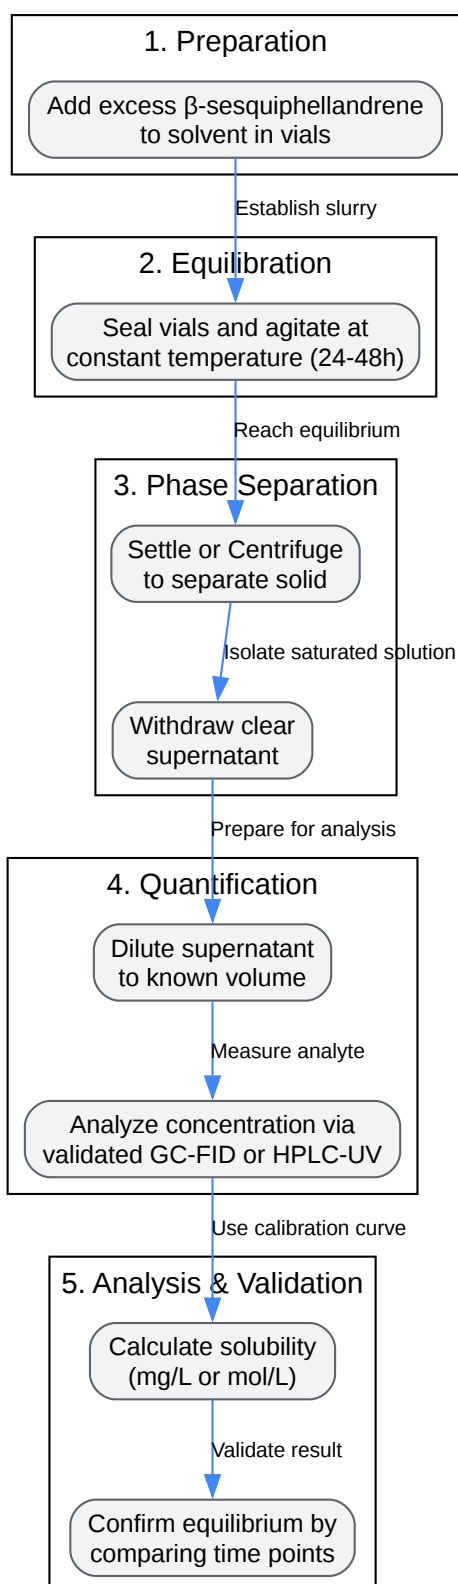 1. Preparation
Add excess β-sesquiphellandrene
to solvent in vials
Establish slurry
2. Equilibration
Seal vials and agitate at
constant temperature (24-48h)
Reach equilibrium
3. Phase Separation
Settle or Centrifuge
to separate solid
Isolate saturated solution
Withdraw clear
supernatant
Prepare for analysis
4. Quantification
Dilute supernatant
to known volume
Measure analyte
Analyze concentration via
validated GC-FID or HPLC-UV
Use calibration curve
5. Analysis & Validation
Calculate solubility
(mg/L or mol/L)
Validate result
Confirm equilibrium by
comparing time points